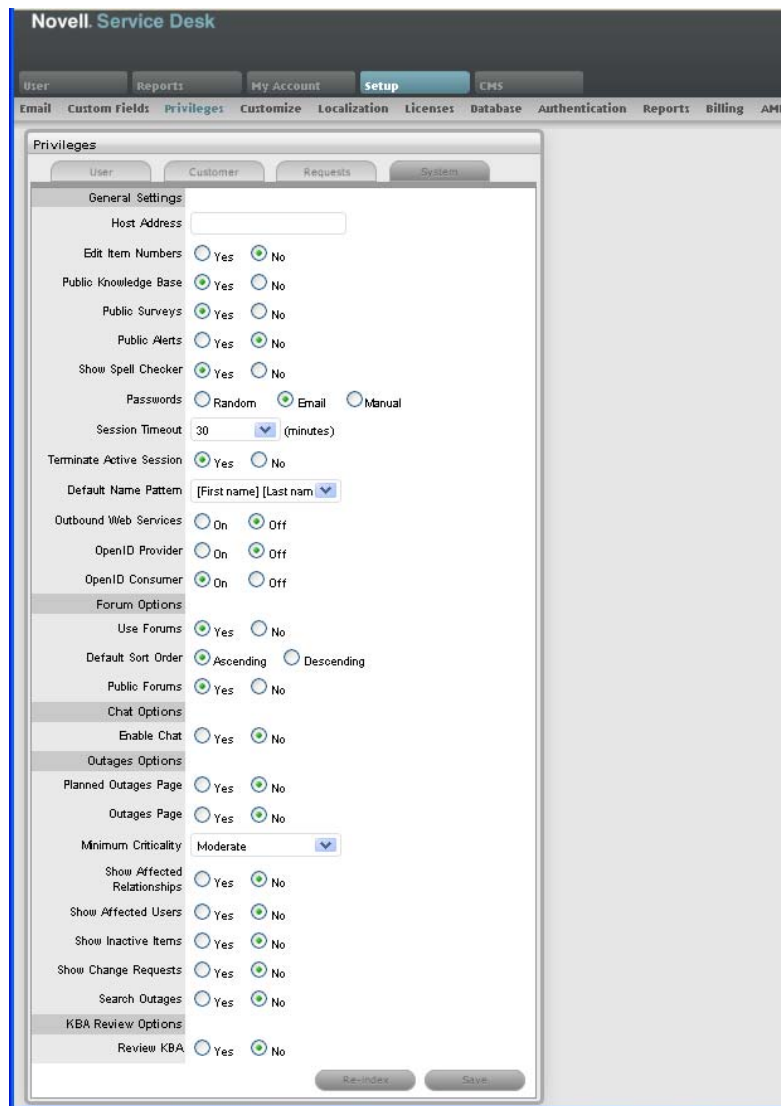 Novell. Service Desk
User Reports My Account Setup CMS
Email Custom Fields Privileges Customize Localization Licenses Database Authentication Reports Billing
Privileges
User Customer Requests System
General Settings
Host Address
Edit Item Numbers Yes No
Public Knowledge Base Yes No
Public Surveys Yes No
Public Alerts Yes No
Show Spell Checker Yes No
Passwords Random Email Manual
Session Timeout 30 (minutes)
Terminate Active Session Yes No
Default Name Pattern [First name] [Last nam
Outbound Web Services On Off
OpenID Provider On Off
OpenID Consumer On Off
Forum Options
Use Forums Yes No
Default Sort Order Ascending Descending
Public Forums Yes No
Chat Options
Enable Chat Yes No
Outages Options
Planned Outages Page Yes No
Outages Page Yes No
Minimum Criticality Moderate
Show Affected
Relationships Yes No
Show Affected Users Yes No
Show Inactive Items Yes No
Show Change Requests Yes No
Search Outages Yes No
KBA Review Options
Review KBA Yes No
Re-index Save